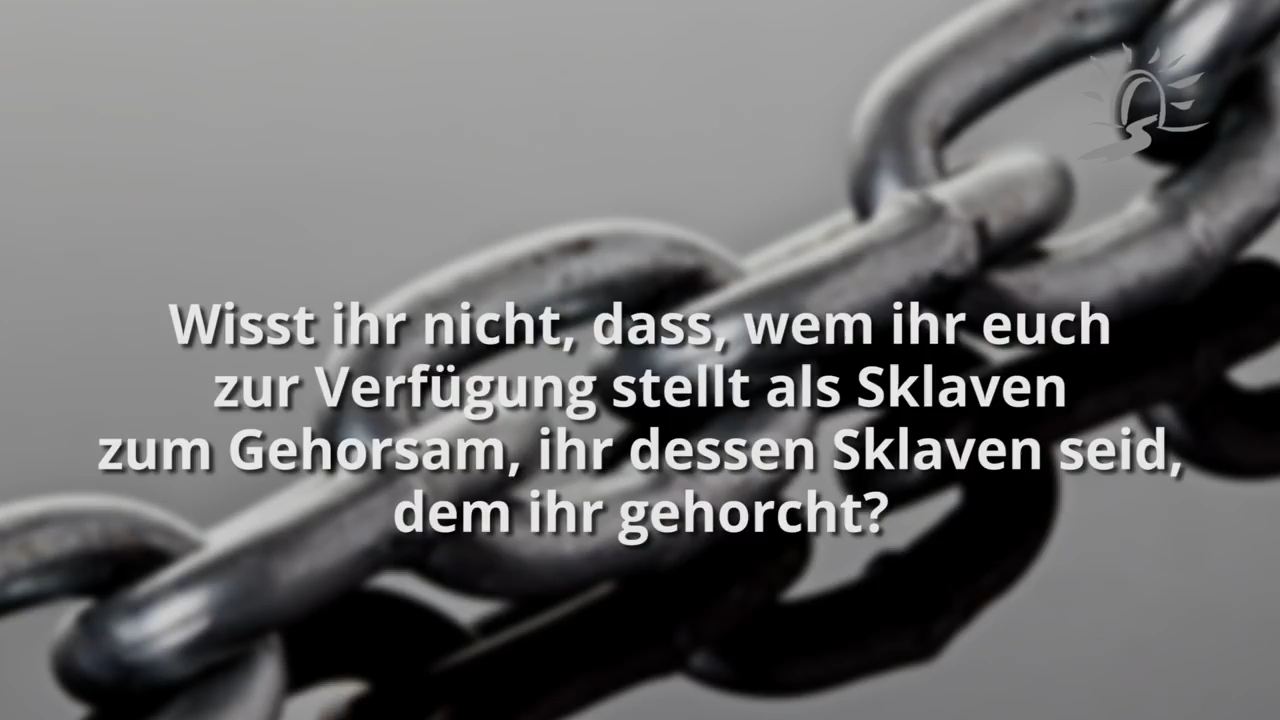 Wisst ihr nicht, dass, wem ihr euch
zur Verfügung stellt als Sklaven
zum Gehorsam, ihr dessen Sklaven seid,
dem ihr gehorcht?